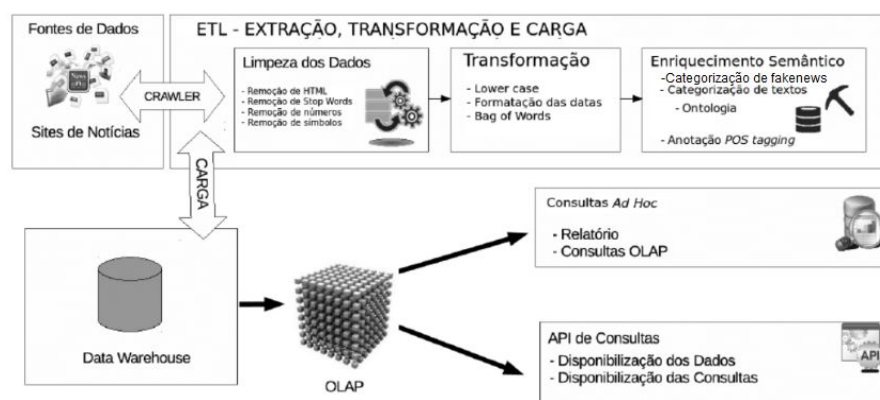 Fontes de Dados
Sites de Notícias
CRAWLER
ETL - EXTRAÇÃO, TRANSFORMAÇÃO E CARGA
Limpeza dos Dados
- Remoção de HTML
- Remoção de Stop Words
- Remoção de números
- Remoção de símbolos
Transformação
- Lower case
- Formatação das datas
- Bag of Words
Enriquecimento Semântico
-Categorização de fakenews
- Categorização de textos
- Ontologia
- Anotação POS tagging
CARGA
Data Warehouse
OLAP
Consultas Ad Hoc
- Relatório
- Consultas OLAP
API de Consultas
- Disponibilização dos Dados
- Disponibilização das Consultas
API